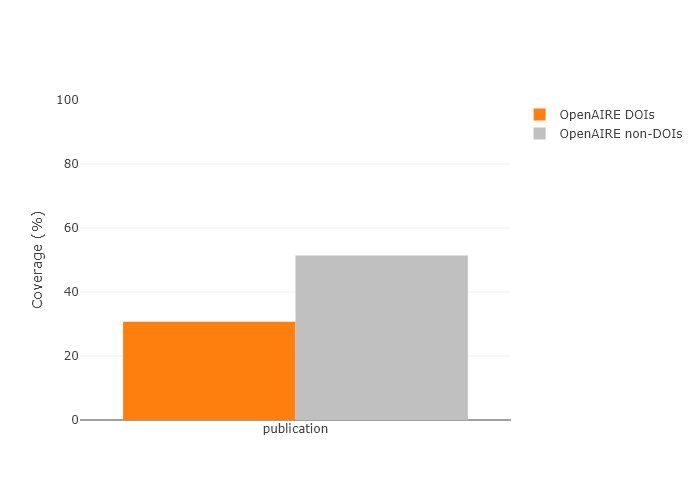 100
80
60
40
20
0
Coverage (%)
publication
OpenAIRE DOIs
OpenAIRE non-DOIs